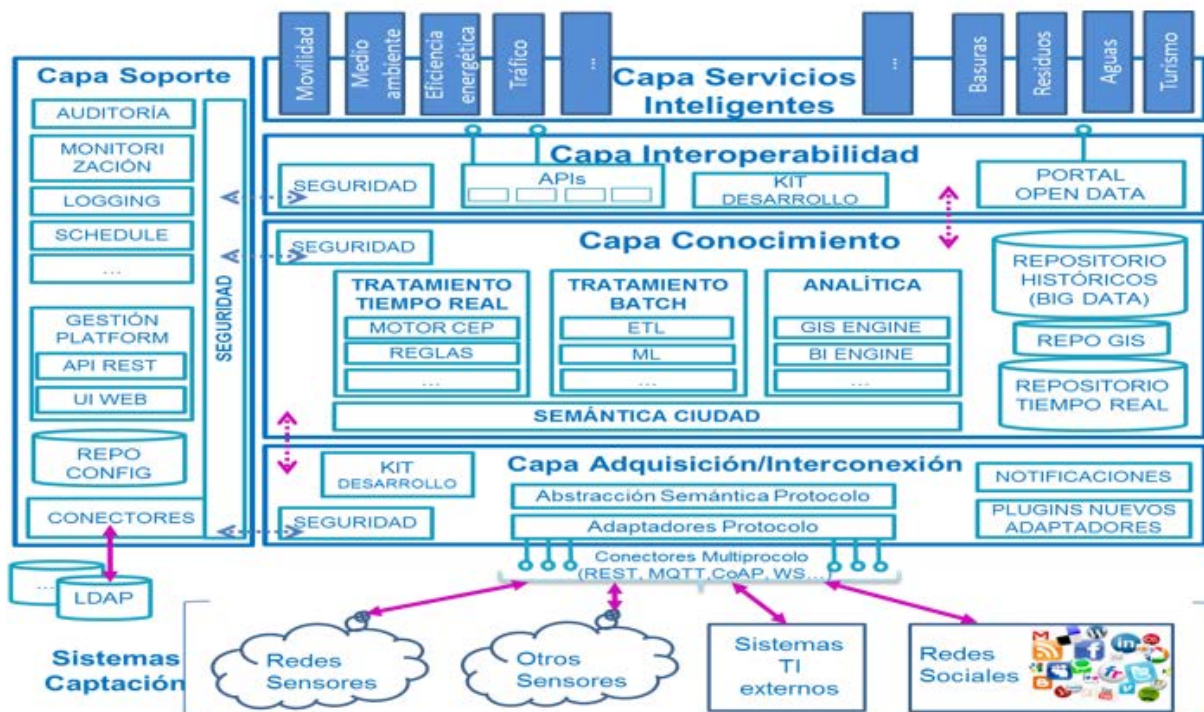 Movilidad
Medio
ambiente
Eficiencia
energética
Tráfico
...
...
Basuras
Residuos
Aguas
Turismo
Capa Servicios
Inteligentes
Capa Soporte
AUDITORÍA
MONITORI
ZACIÓN
LOGGING
SCHEDULE
...
GESTIÓN
PLATFORM
API REST
UI WEB
REPO
CONFIG
CONECTORES
SEGURIDAD
...
LDAP
Capa Interoperabilidad
SEGURIDAD
APIs
KIT
DESARROLLO
PORTAL
OPEN DATA
Capa Conocimiento
SEGURIDAD
TRATAMIENTO
TIEMPO REAL
MOTOR CEP
REGLAS
...
TRATAMIENTO
BATCH
ETL
ML
...
ANALÍTICA
GIS ENGINE
BI ENGINE
...
REPOSITORIO
HISTÓRICOS
(BIG DATA)
REPO GIS
REPOSITORIO
TIEMPO REAL
SEMÁNTICA CIUDAD
Capa Adquisición/Interconexión
KIT
DESARROLLO
SEGURIDAD
Abstracción Semántica Protocolo
Adaptadores Protocolo
NOTIFICACIONES
PLUGINS NUEVOS
ADAPTADORES
Conectores Multiprocolo
(REST, MQTT,CoAP, WS...)
Sistemas
Captación
Redes
Sensores
Otros
Sensores
Sistemas
TI
externos
Redes
Sociales